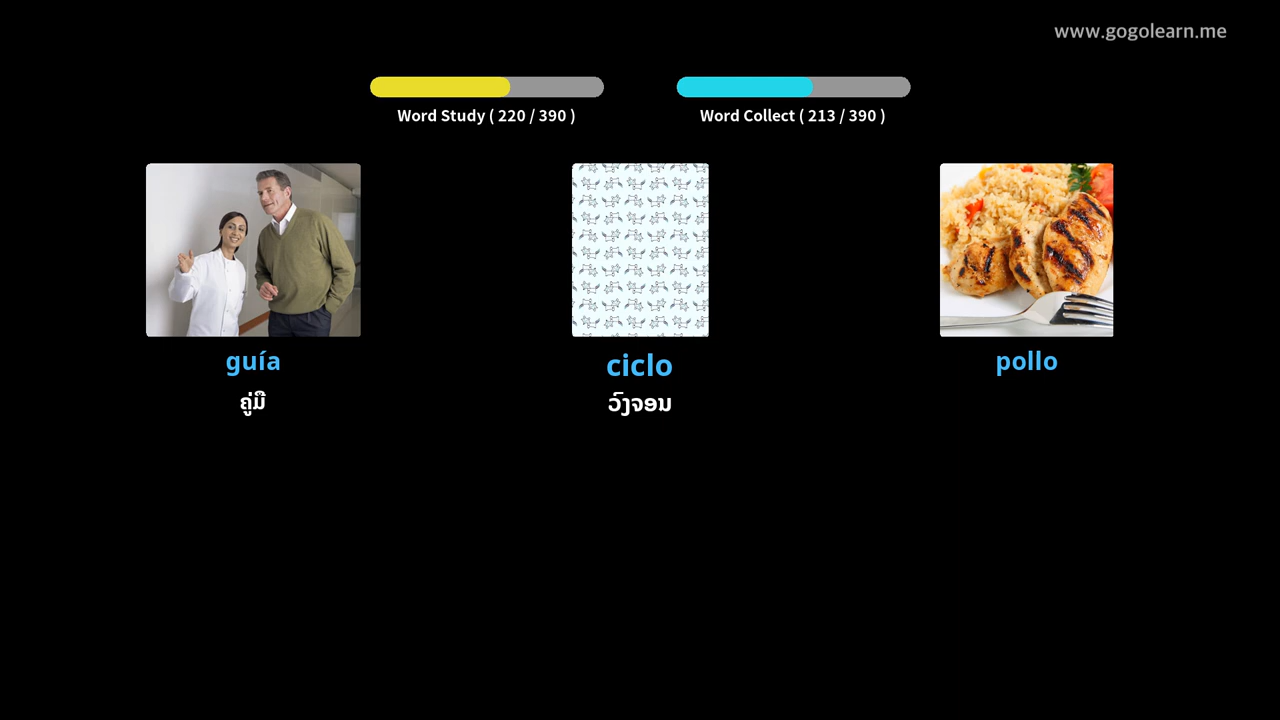 www.gogolearn.me
Word Study ( 220 / 390 )
Word Collect ( 213 / 390 )
guía
ຄູ່ມື
ciclo
ວົງຈອນ
pollo